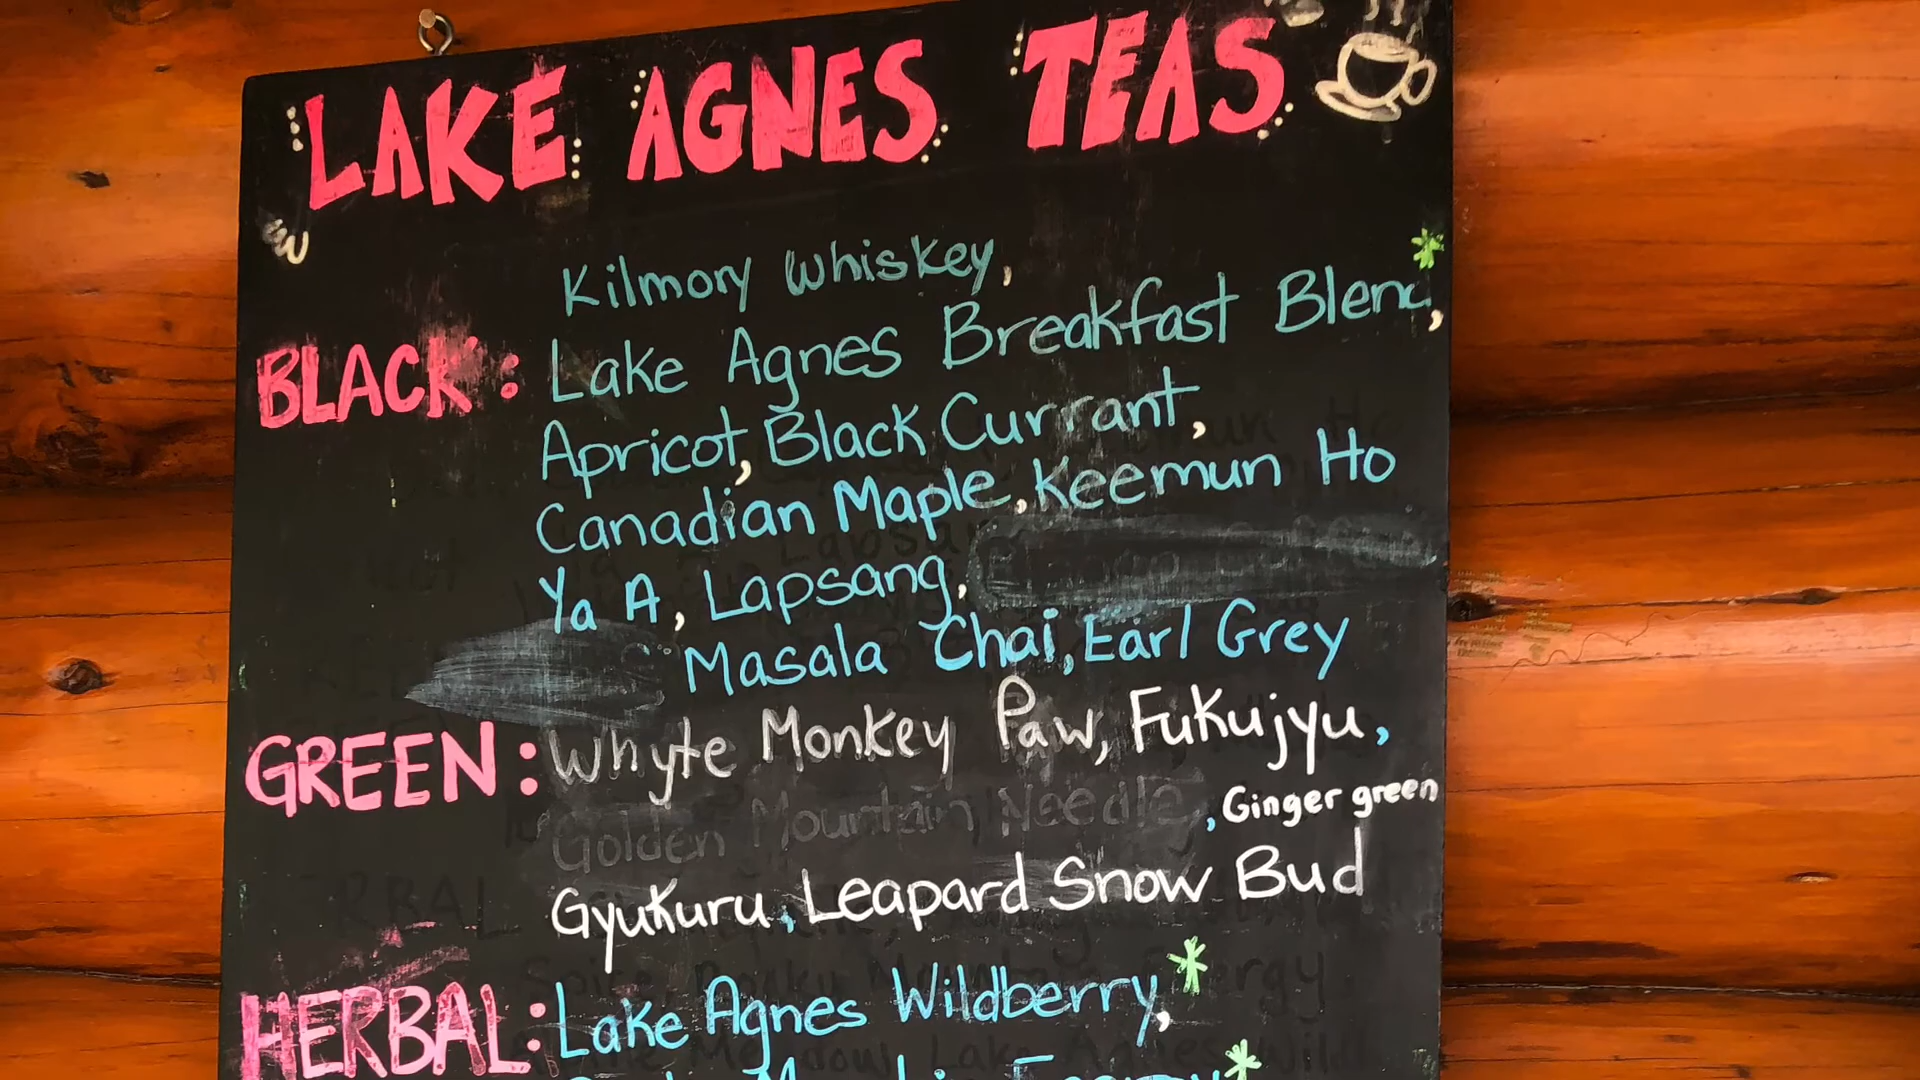 LAKE AGNES TEAS
Kilmory Whiskey,
BLACK: Lake Agnes Breakfast Blend, *
Apricot, Black Currant,
Canadian Maple, Keemun Ho
Ya A, Lapsang,
Masala Chai, Earl Grey
GREEN: Whyte Monkey Paw, Fukujyu,
Golden Mountain Needle, Ginger green
Gyukuru, Leapard Snow Bud
HERBAL: Lake Agnes Wildberry, *